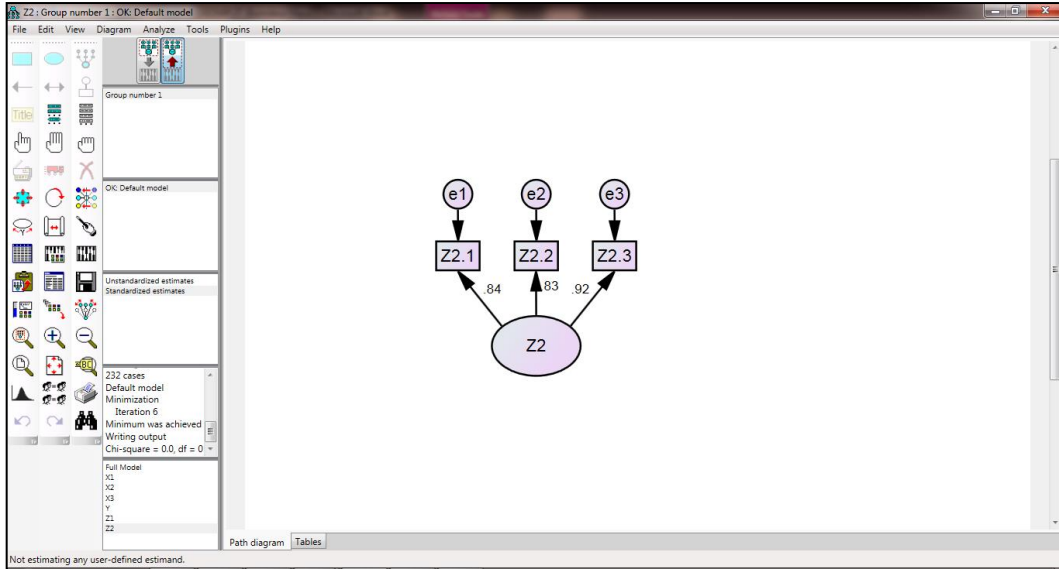 Z2 : Group number 1 : OK: Default model
File Edit View Diagram Analyze Tools Plugins Help
Title
Group number 1
OK: Default model
Unstandardized estimates
Standardized estimates
232 cases
Default model
Minimization
Iteration 6
Minimum was achieved
Writing output
Chi-square = 0.0, df = 0
Full Model
X1
X2
X3
Y
Z1
Z2
e1 e2 e3
Z2.1 Z2.2 Z2.3
.84 .83 .92
Z2
Path diagram Tables
Not estimating any user-defined estimand.